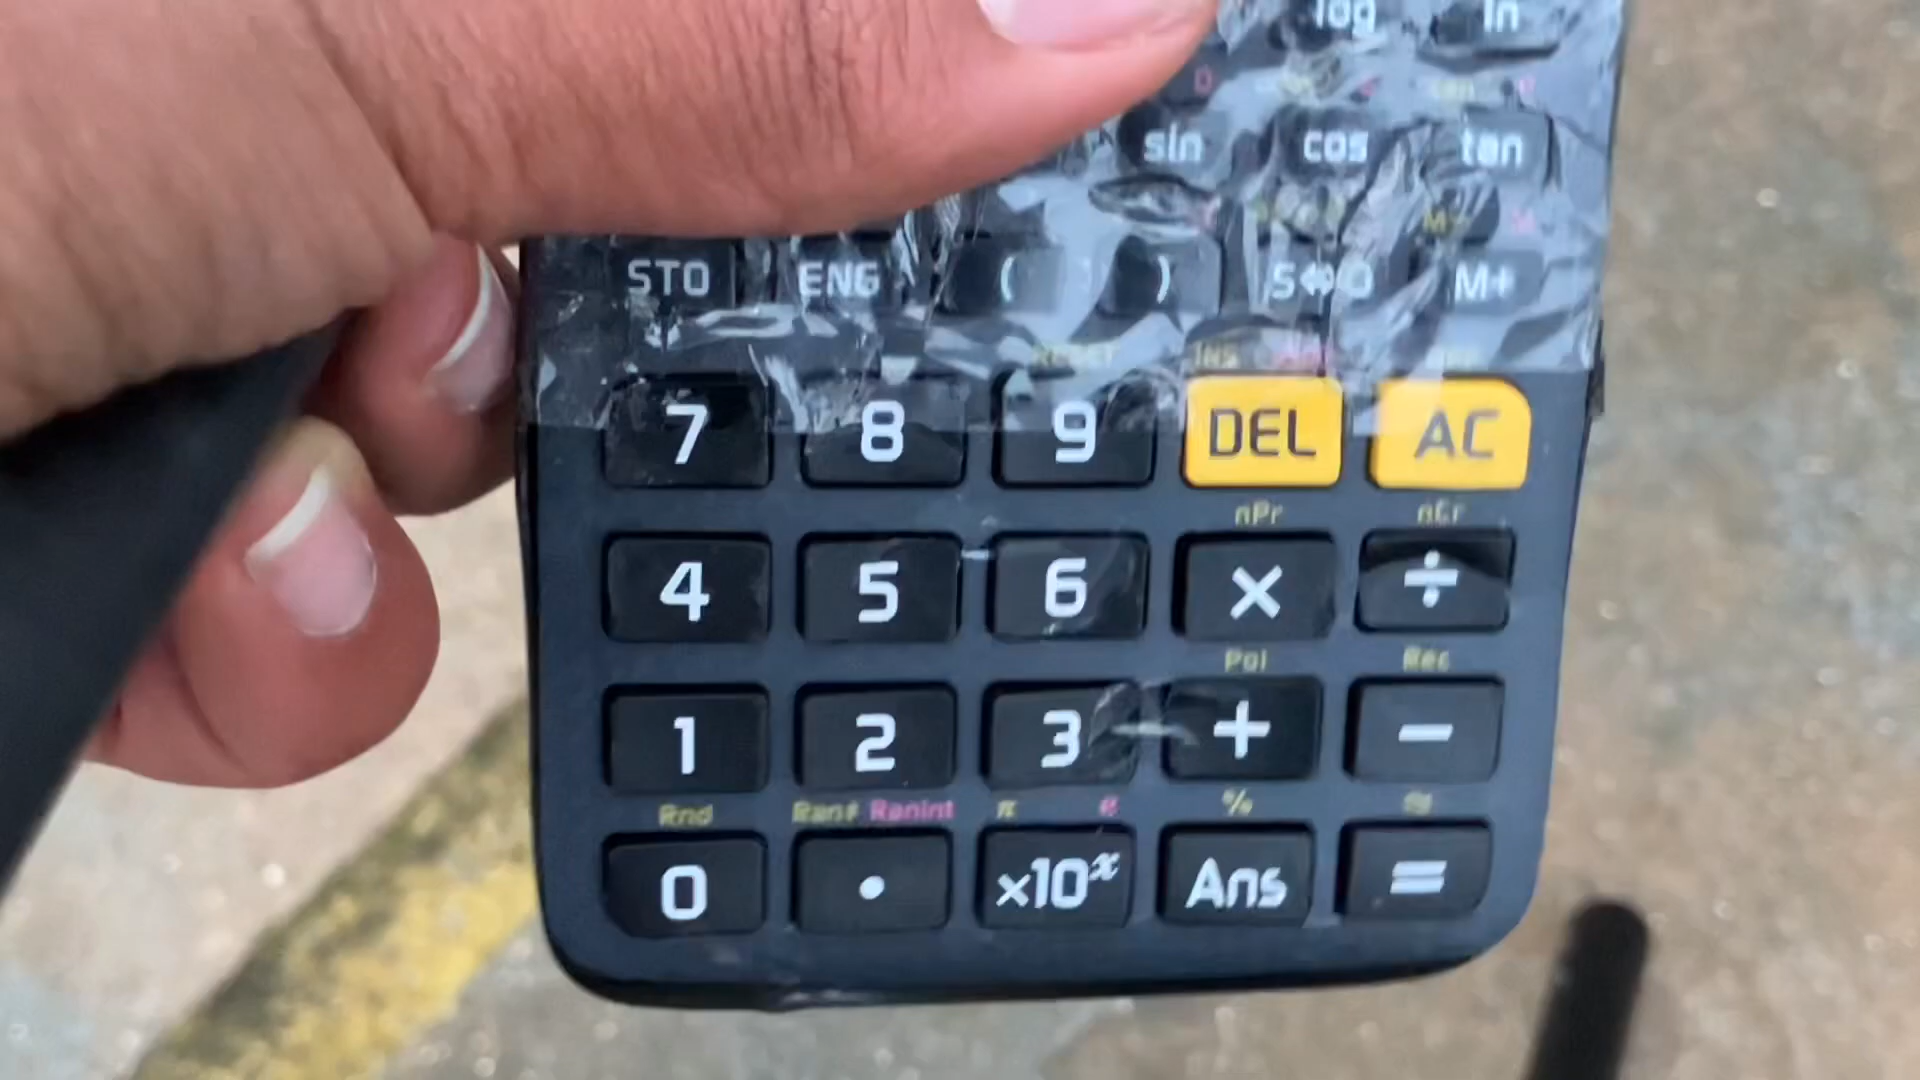 log ln
sin cos tan
STO ENG ( ) S⇔D M+
INS
7 8 9 DEL AC
nPr nCr
4 5 6 × ÷
Pol Rec
1 2 3 + −
Rnd Ran# RanInt π e % ≈
0 • ×10ˣ Ans =